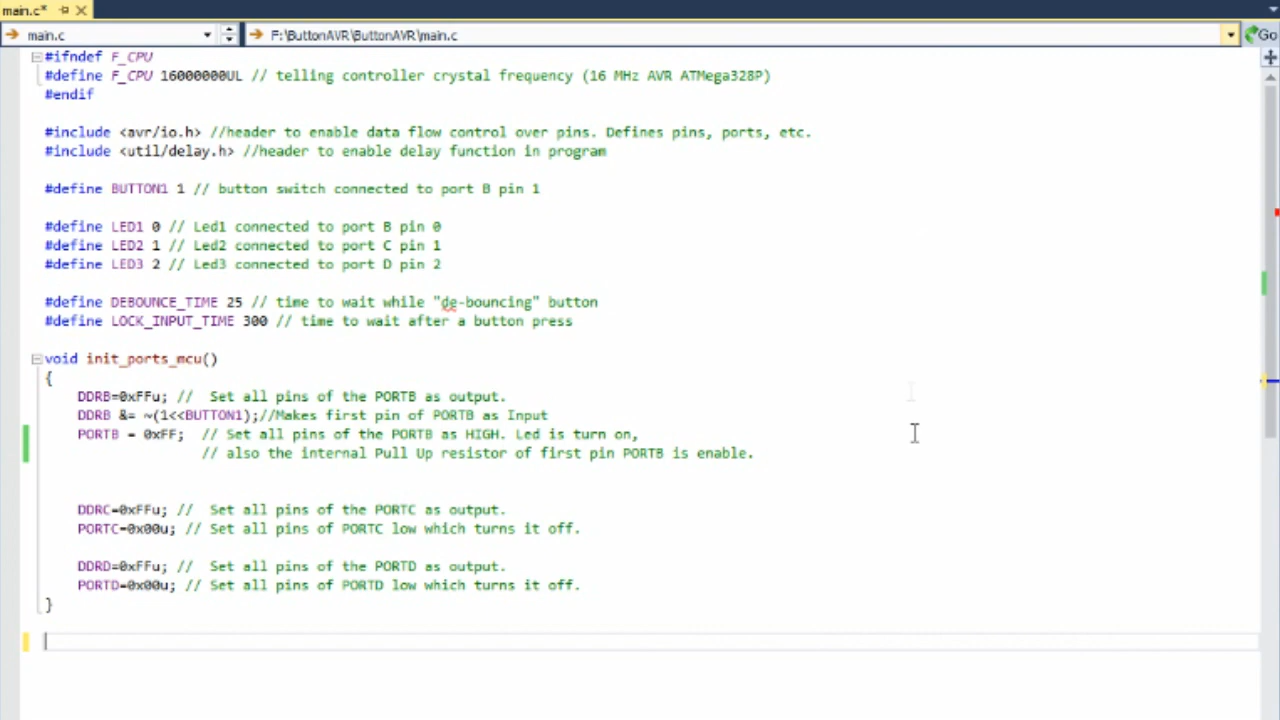 main.c*
main.c F:\ButtonAVR\ButtonAVR\main.c Go
#ifndef F_CPU
#define F_CPU 16000000UL // telling controller crystal frequency (16 MHz AVR ATMega328P)
#endif
#include <avr/io.h> //header to enable data flow control over pins. Defines pins, ports, etc.
#include <util/delay.h> //header to enable delay function in program
#define BUTTON1 1 // button switch connected to port B pin 1
#define LED1 0 // Led1 connected to port B pin 0
#define LED2 1 // Led2 connected to port C pin 1
#define LED3 2 // Led3 connected to port D pin 2
#define DEBOUNCE_TIME 25 // time to wait while "de-bouncing" button
#define LOCK_INPUT_TIME 300 // time to wait after a button press
void init_ports_mcu()
{
DDRB=0xFFu; //  Set all pins of the PORTB as output.
DDRB &= ~(1<<BUTTON1);//Makes first pin of PORTB as Input
PORTB = 0xFF;  // Set all pins of the PORTB as HIGH. Led is turn on,
// also the internal Pull Up resistor of first pin PORTB is enable.
DDRC=0xFFu; //  Set all pins of the PORTC as output.
PORTC=0x00u; // Set all pins of PORTC low which turns it off.
DDRD=0xFFu; //  Set all pins of the PORTD as output.
PORTD=0x00u; // Set all pins of PORTD low which turns it off.
}